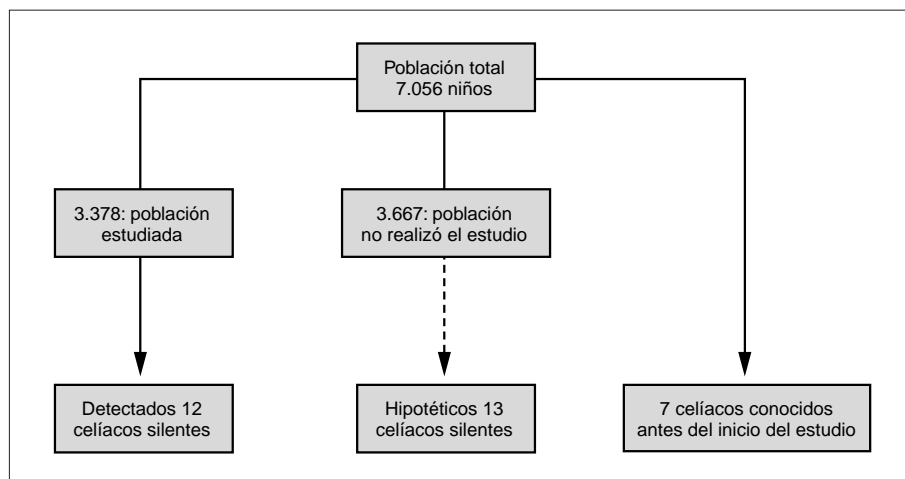 Población total
7.056 niños
3.378: población
estudiada
3.667: población
no realizó el estudio
Detectados 12
celíacos silentes
Hipotéticos 13
celíacos silentes
7 celíacos conocidos
antes del inicio del estudio